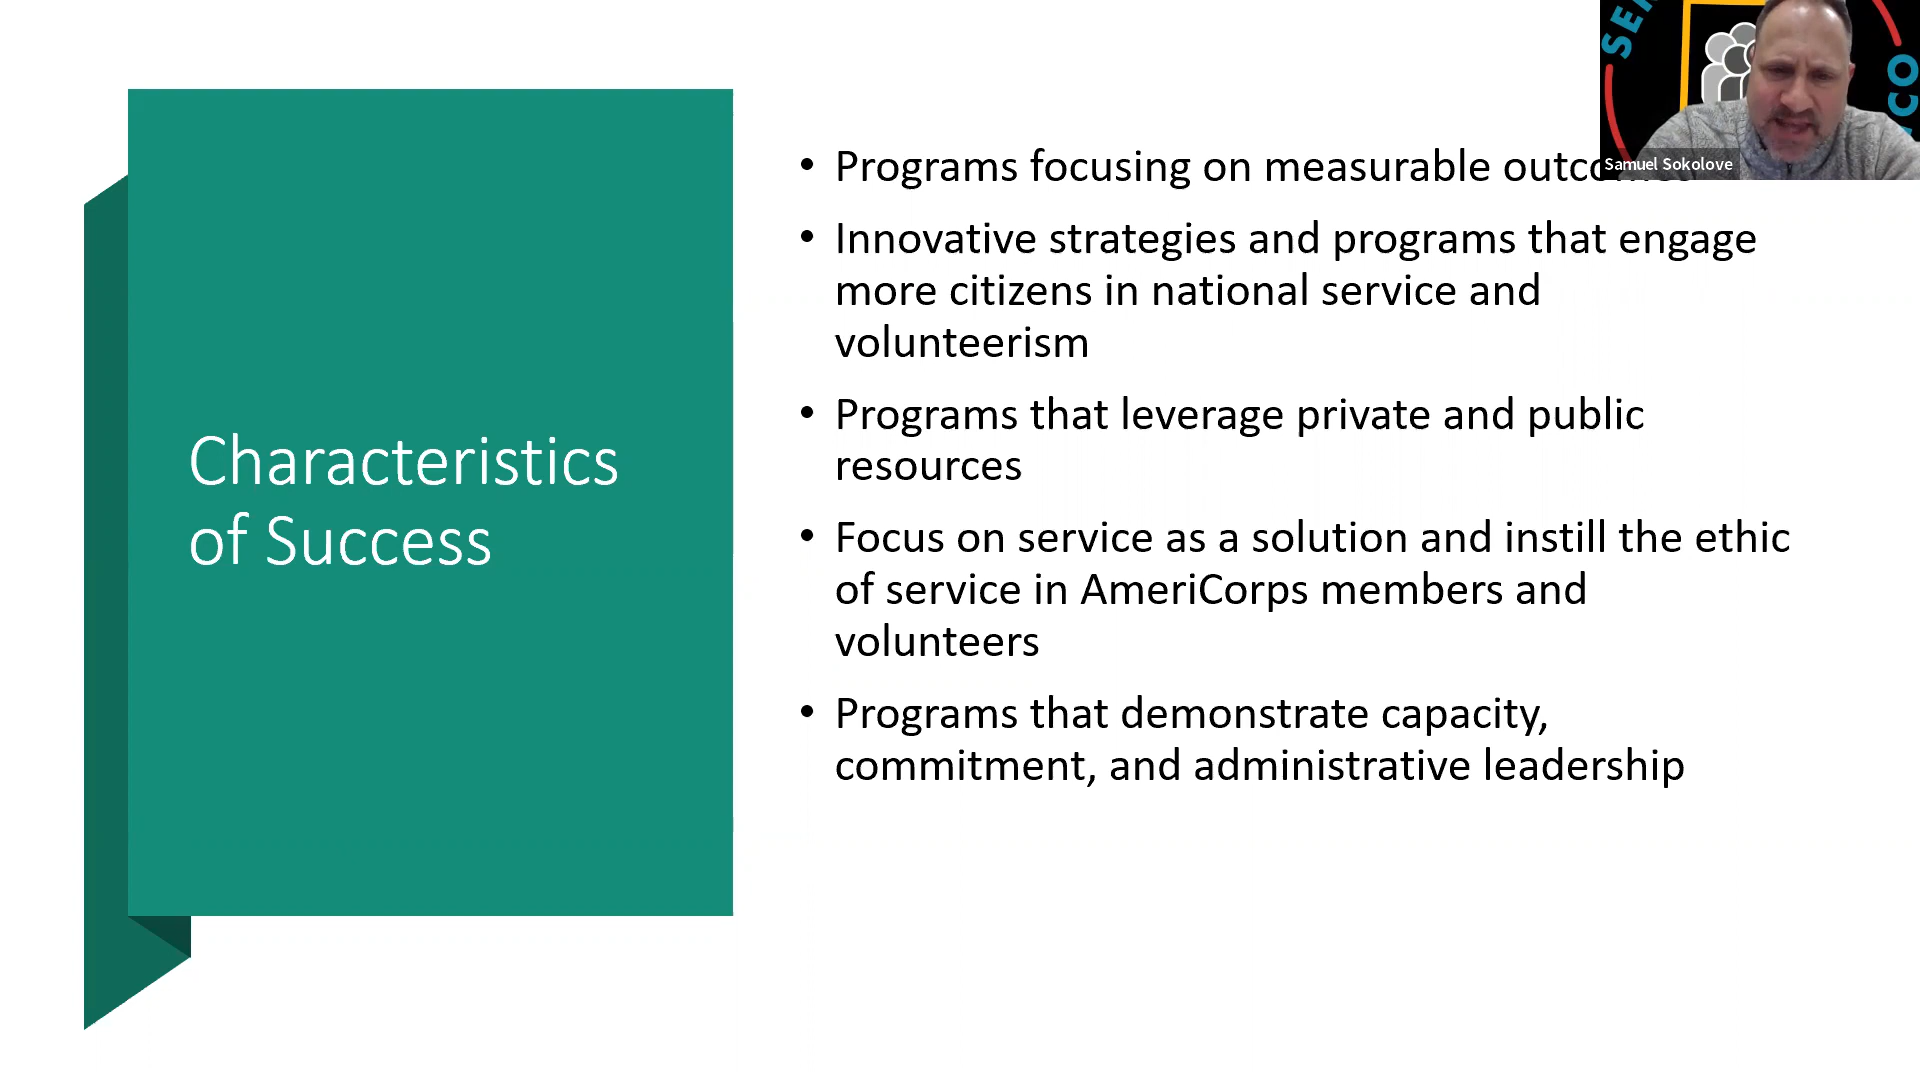 Characteristics
of Success
• Programs focusing on measurable
• Innovative strategies and programs that engage
more citizens in national service and
volunteerism
• Programs that leverage private and public
resources
• Focus on service as a solution and instill the ethic
of service in AmeriCorps members and
volunteers
• Programs that demonstrate capacity,
commitment, and administrative leadership
Samuel Sokolove